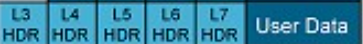 L3 HDR
L4 HDR
L5 HDR
L6 HDR
L7 HDR
User Data